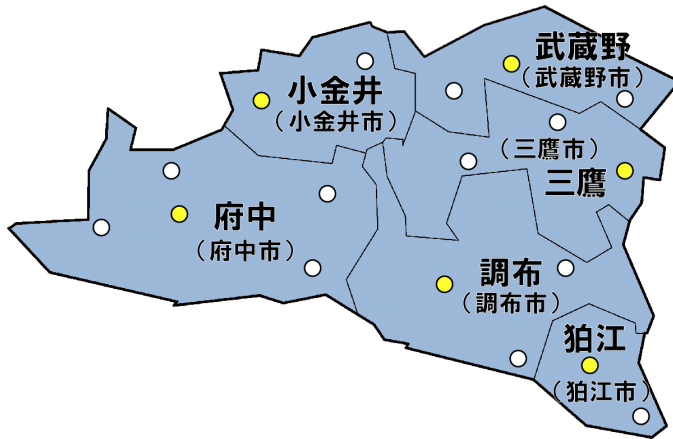 武蔵野
(武蔵野市)
小金井
(小金井市)
(三鷹市)
三鷹
府中
(府中市)
調布
(調布市)
狛江
(狛江市)